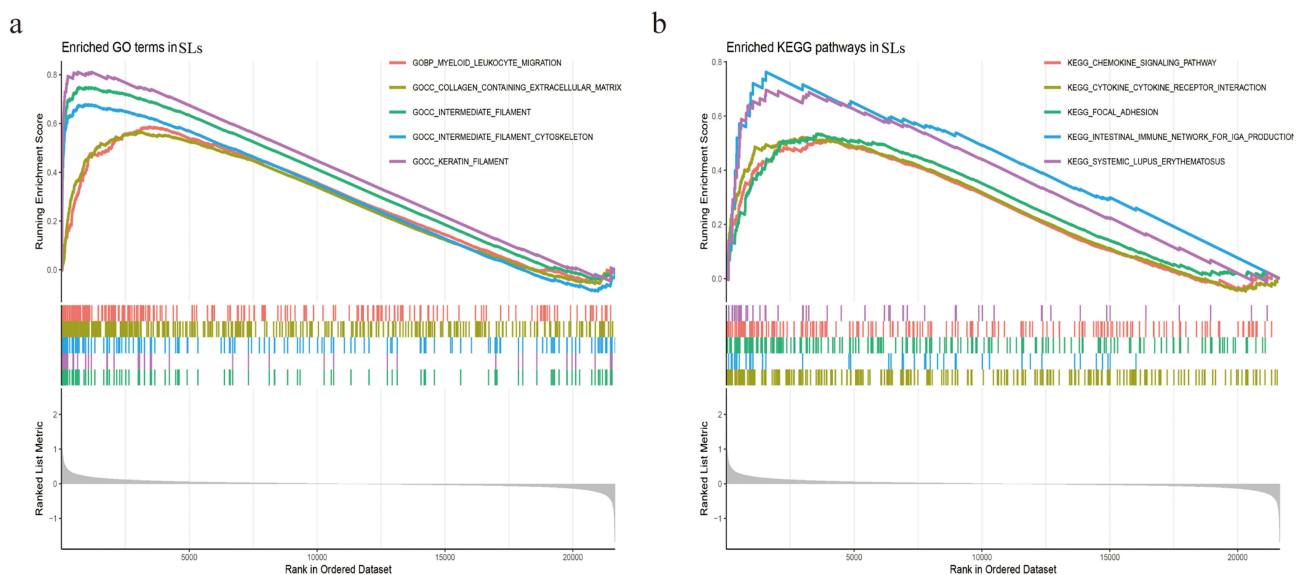 a
Enriched GO terms in SLs
GOBP_MYELOID_LEUKOCYTE_MIGRATION
GOCC_COLLAGEN_CONTAINING_EXTRACELLULAR_MATRIX
GOCC_INTERMEDIATE_FILAMENT
GOCC_INTERMEDIATE_FILAMENT_CYTOSKELETON
GOCC_KERATIN_FILAMENT
Running Enrichment Score
0.8
0.6
0.4
0.2
0.0
Ranked List Metric
2
1
0
−1
5000
10000
15000
20000
Rank in Ordered Dataset
b
Enriched KEGG pathways in SLs
KEGG_CHEMOKINE_SIGNALING_PATHWAY
KEGG_CYTOKINE_CYTOKINE_RECEPTOR_INTERACTION
KEGG_FOCAL_ADHESION
KEGG_INTESTINAL_IMMUNE_NETWORK_FOR_IGA_PRODUCTION
KEGG_SYSTEMIC_LUPUS_ERYTHEMATOSUS
Running Enrichment Score
0.8
0.6
0.4
0.2
0.0
Ranked List Metric
2
1
0
−1
5000
10000
15000
20000
Rank in Ordered Dataset